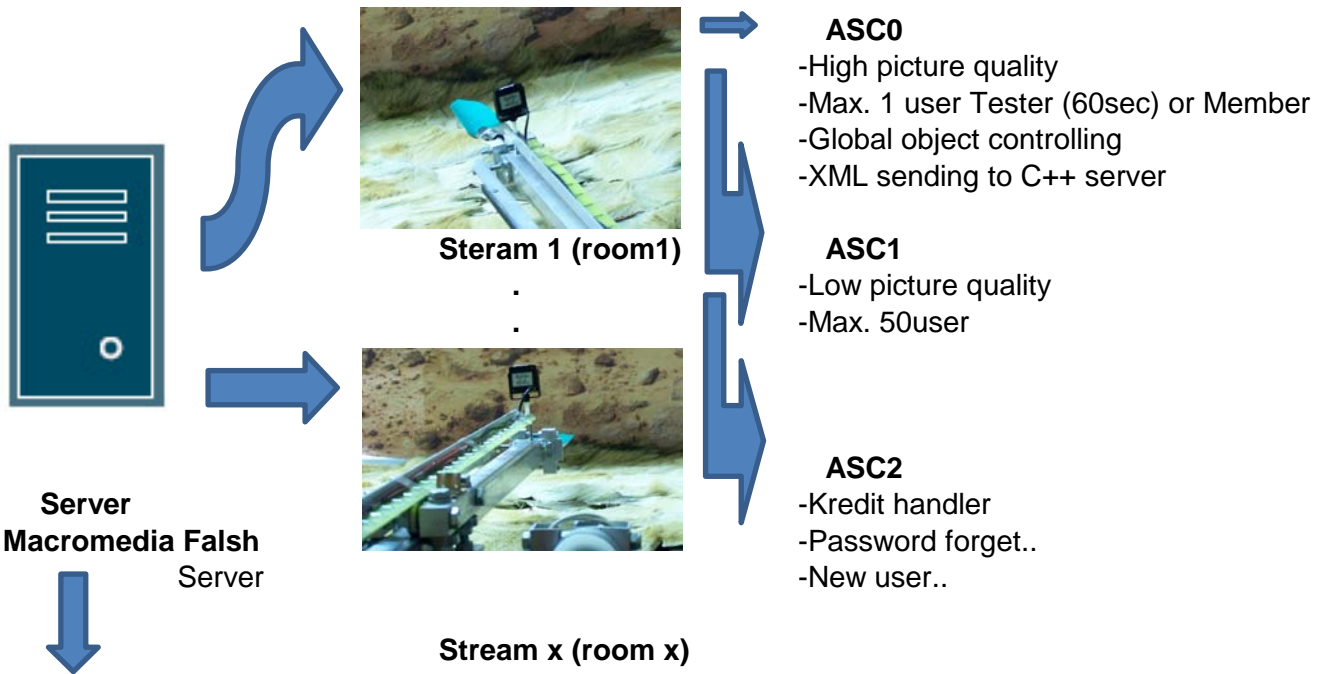 ASC0
-High picture quality
-Max. 1 user Tester (60sec) or Member
-Global object controlling
-XML sending to C++ server
Steram 1 (room1)
.
.
ASC1
-Low picture quality
-Max. 50user
ASC2
-Kredit handler
-Password forget..
-New user..
Server
Macromedia Falsh
Server
Stream x (room x)